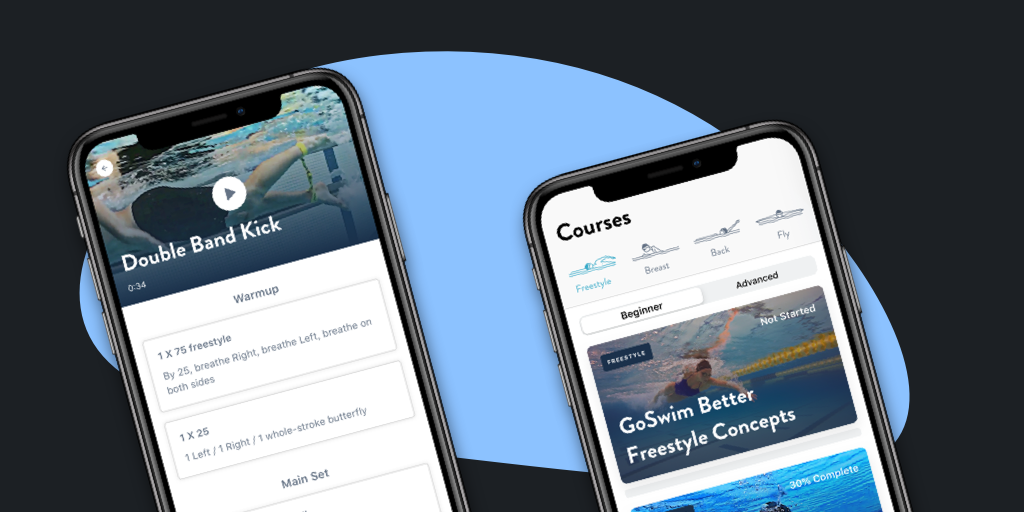 Double Band Kick
0:34
Warmup
1 X 75 freestyle
By 25, breathe Right, breathe Left, breathe on
both sides
1 X 25
1 Left / 1 Right / 1 whole-stroke butterfly
Main Set
Courses
Freestyle
Breast
Back
Fly
Beginner
Advanced
Not Started
FREESTYLE
GoSwim Better
Freestyle Concepts
30% Complete